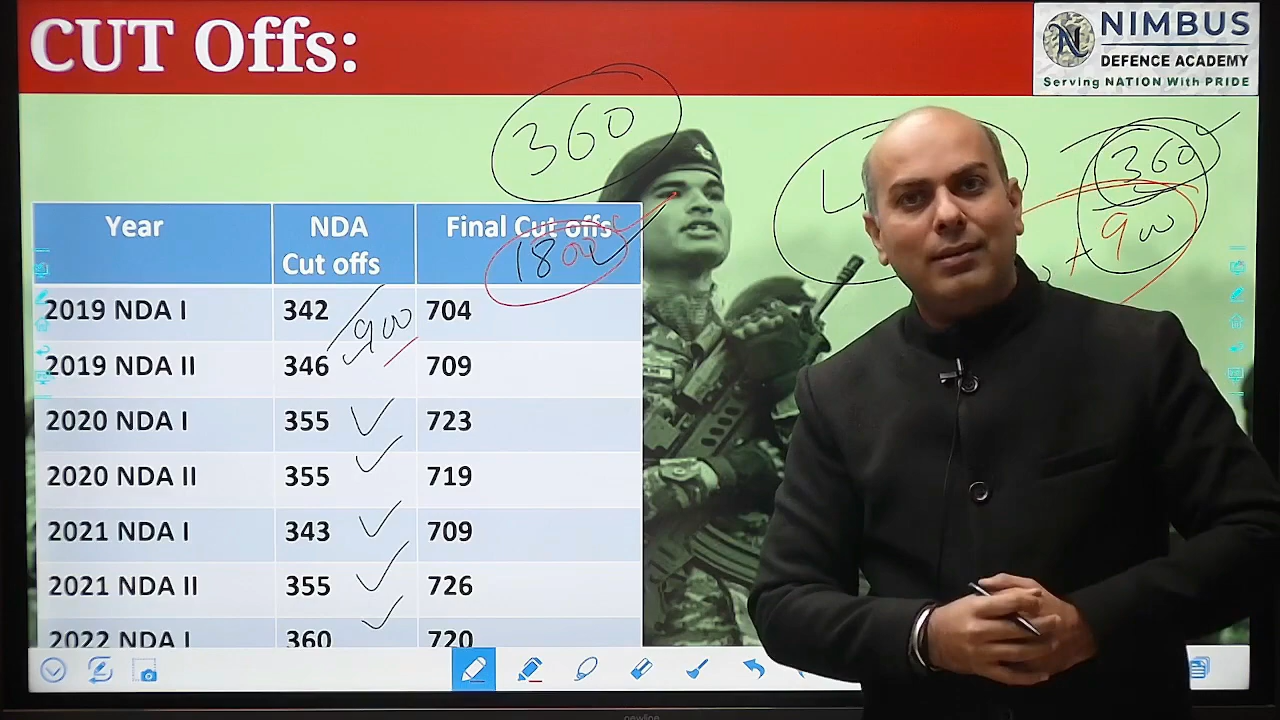 CUT Offs:
NIMBUS
DEFENCE ACADEMY
Serving NATION With PRIDE
360
360
900
Year NDA Cut offs Final Cut offs
1800
2019 NDA I 342 704
900
2019 NDA II 346 709
2020 NDA I 355 723
2020 NDA II 355 719
2021 NDA I 343 709
2021 NDA II 355 726
2022 NDA I 360 720
newline